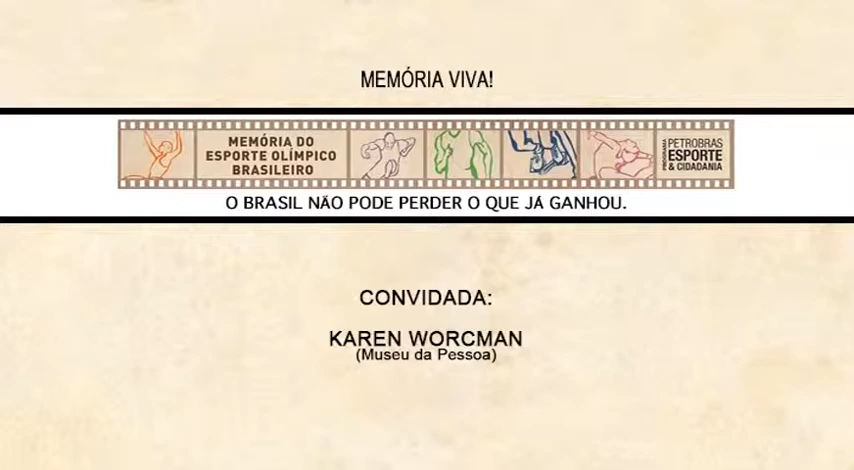 MEMÓRIA VIVA!
MEMÓRIA DO
ESPORTE OLÍMPICO
BRASILEIRO
PROGRAMA
PETROBRAS
ESPORTE
& CIDADANIA
O BRASIL NÃO PODE PERDER O QUE JÁ GANHOU.
CONVIDADA:
KAREN WORCMAN
(Museu da Pessoa)